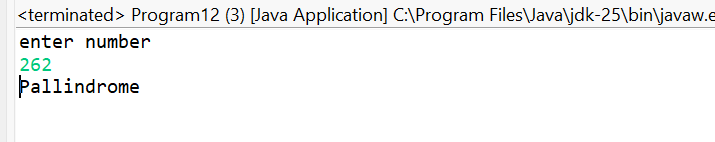 <terminated> Program12 (3) [Java Application] C:\Program Files\Java\jdk-25\bin\javaw.e
enter number
262
Pallindrome